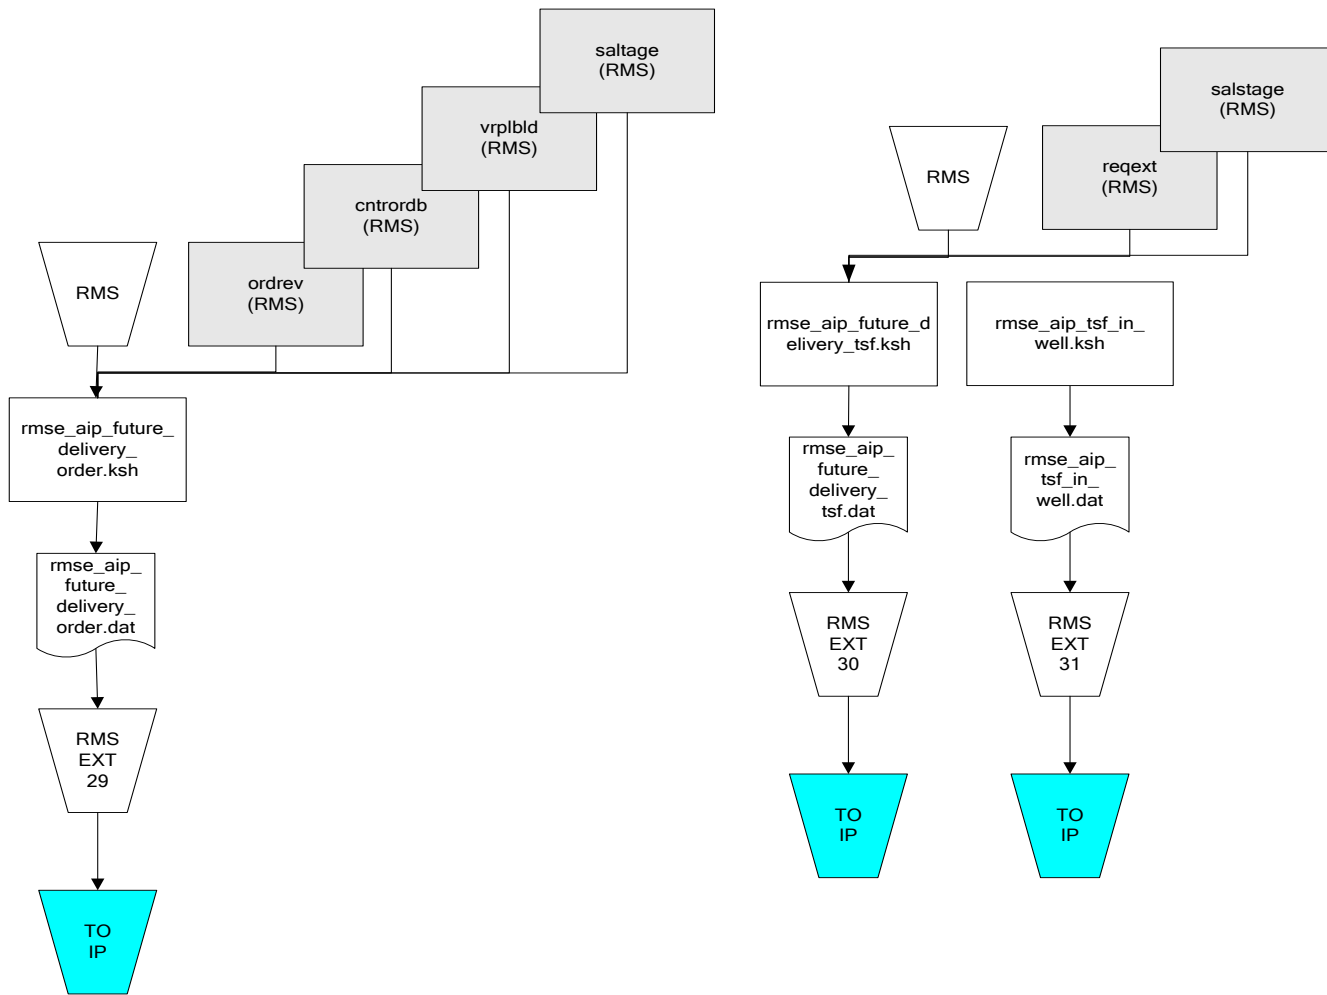 saltage
(RMS)
vrplbld
(RMS)
cntrordb
(RMS)
ordrev
(RMS)
RMS
rmse_aip_future_
delivery_
order.ksh
rmse_aip_
future_
delivery_
order.dat
RMS
EXT
29
TO
IP
salstage
(RMS)
reqext
(RMS)
RMS
rmse_aip_future_d
elivery_tsf.ksh
rmse_aip_
future_
delivery_
tsf.dat
RMS
EXT
30
TO
IP
rmse_aip_tsf_in_
well.ksh
rmse_aip_
tsf_in_
well.dat
RMS
EXT
31
TO
IP